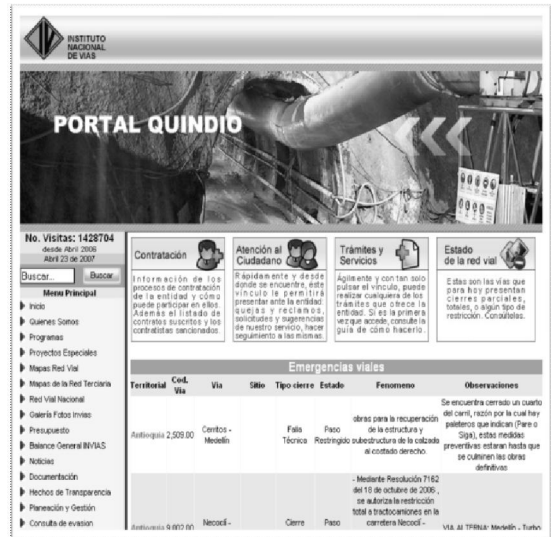 INSTITUTO
NACIONAL
DE VIAS
PORTAL QUINDIO
No. Visitas: 1428704
desde Abril 2006
Abril 23 de 2007
Buscar... Buscar
Menu Principal
Inicio
Quienes Somos
Programas
Proyectos Especiales
Mapas Red Vial
Mapas de la Red Terciaria
Red Vial Nacional
Galería Fotos Invias
Presupuesto
Balance General INVIAS
Noticias
Documentación
Hechos de Transparencia
Planeación y Gestión
Consulta de evasion
Contratación
Información de los
procesos de contratación
de la entidad y cómo
puede participar en ellos.
Además el listado de
contratos suscritos y los
contratistas sancionados.
Atención al
Ciudadano
Rápidamente y desde
donde se encuentre, este
vínculo le permitirá
presentar ante la entidad:
quejas y reclamos,
solicitudes y sugerencias
de nuestro servicio, hacer
seguimiento a las mismas.
Trámites y
Servicios
Ágilmente y con tan solo
pulsar el vínculo, puede
realizar cualquiera de los
trámites que ofrece la
entidad. Si es la primera
vez que accede, consulte la
guía de cómo hacerlo.
Estado
de la red vial
Estas son las vías que
para hoy presentan
cierres parciales,
totales, o algún tipo de
restricción. Consúltelos.
Emergencias viales
Territorial Cod. Via Via Sitio Tipo cierre Estado Fenomeno Observaciones
Antioquia 2,509.00 Cerritos - Medellín Falla Técnica Paso Restringido
obras para la recuperación
de la estructura y
subestructura de la calzada
al costado derecho.
Se encuentra cerrado un cuarto
del carril, razón por la cual hay
paleteros que indican (Pare o
Siga), estas medidas
preventivas estaran hasta que
se culminen las obras
definitivas
Antioquia 9,002.00 Necoclí - Cierre Paso
- Mediante Resolución 7162
del 18 de octubre de 2006 ,
se autoriza la restricción
total a tractocamiones en la
carretera Necoclí -
VIA ALTERNA: Medellín - Turbo